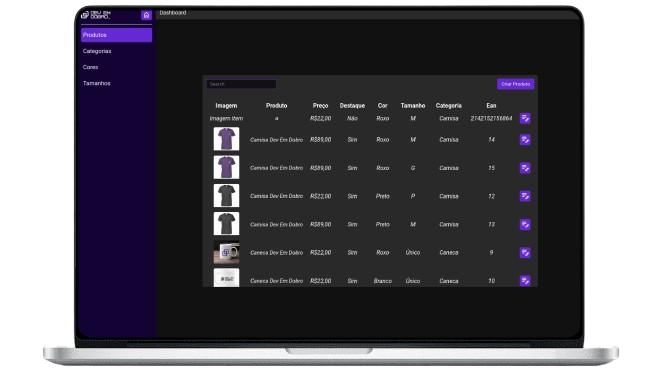 DEV EM
DOBRO_
Dashboard
Produtos
Categorias
Cores
Tamanhos
Search
Criar Produto
Imagem Produto Preço Destaque Cor Tamanho Categoria Ean
Imagem item a R$22,00 Não Roxo M Camisa 2142152156864
Camisa Dev Em Dobro R$89,00 Sim Roxo M Camisa 14
Camisa Dev Em Dobro R$89,00 Sim Roxo G Camisa 15
Camisa Dev Em Dobro R$22,00 Sim Preto P Camisa 12
Camisa Dev Em Dobro R$89,00 Sim Preto M Camisa 13
Caneca Dev Em Dobro R$22,00 Sim Roxo Único Caneca 9
Caneca Dev Em Dobro R$22,00 Sim Branco Único Caneca 10